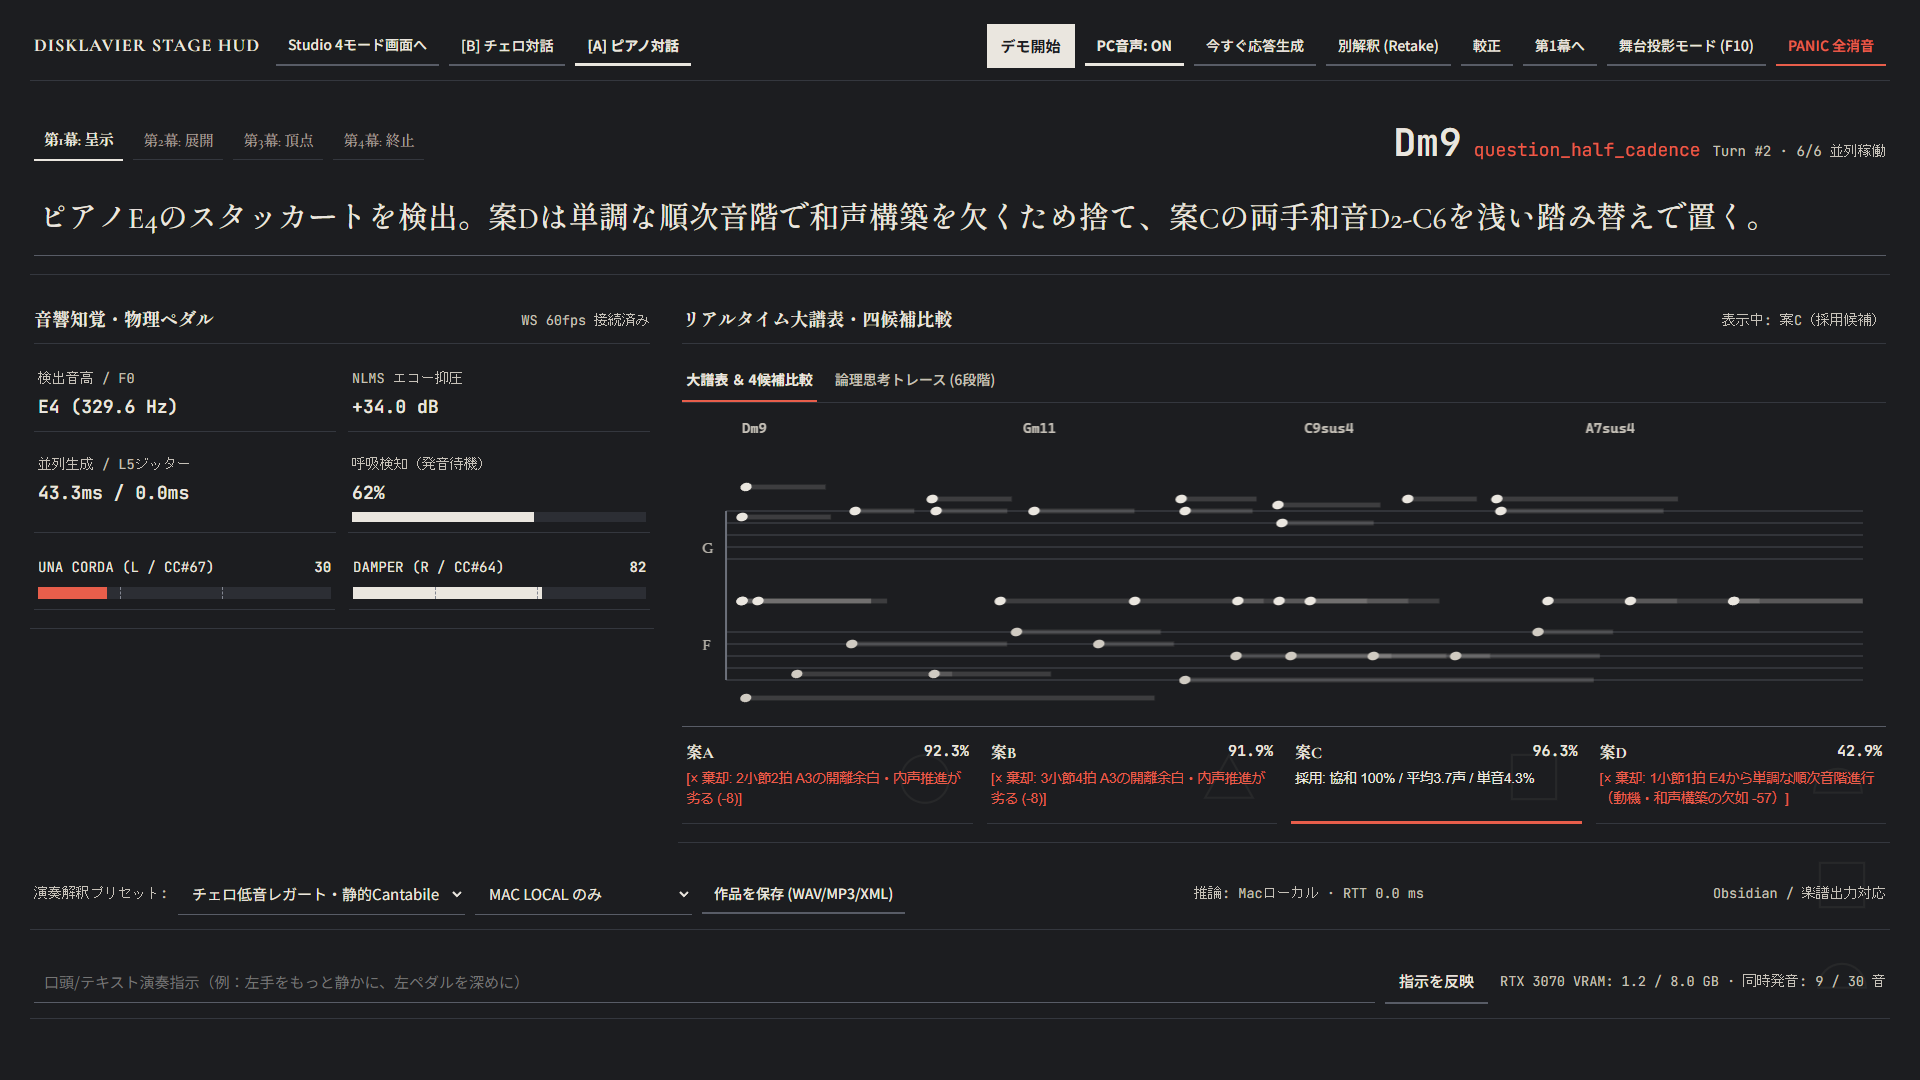 DISKLAVIER STAGE HUD
Studio 4モード画面へ
[B] チェロ対話
[A] ピアノ対話
デモ開始
PC音声: ON
今すぐ応答生成
別解釈 (Retake)
較正
第1幕へ
舞台投影モード (F10)
PANIC 全消音
第1幕: 呈示
第2幕: 展開
第3幕: 頂点
第4幕: 終止
Dm9 question_half_cadence Turn #2 · 6/6 並列稼働
ピアノE4のスタッカートを検出。案Dは単調な順次音階で和声構築を欠くため捨て、案Cの両手和音D2-C6を浅い踏み替えで置く。
音響知覚・物理ペダル
WS 60fps 接続済み
検出音高 / F0
E4 (329.6 Hz)
NLMS エコー抑圧
+34.0 dB
並列生成 / L5ジッター
43.3ms / 0.0ms
呼吸検知 (発音待機)
62%
UNA CORDA (L / CC#67) 30
DAMPER (R / CC#64) 82
リアルタイム大譜表・四候補比較
表示中: 案C (採用候補)
大譜表 & 4候補比較
論理思考トレース (6段階)
Dm9 Gm11 C9sus4 A7sus4
G
F
案A 92.3%
[× 棄却: 2小節2拍 A3の開離余白・内声推進が
劣る (-8)]
案B 91.9%
[× 棄却: 3小節4拍 A3の開離余白・内声推進が
劣る (-8)]
案C 96.3%
採用: 協和 100% / 平均3.7声 / 単音4.3%
案D 42.9%
[× 棄却: 1小節1拍 E4から単調な順次音階進行
（動機・和声構築の欠如 -57）]
演奏解釈プリセット:
チェロ低音レガート・静的Cantabile
MAC LOCAL のみ
作品を保存 (WAV/MP3/XML)
推論: Macローカル · RTT 0.0 ms
Obsidian / 楽譜出力対応
口頭/テキスト演奏指示（例：左手をもっと静かに、左ペダルを深めに）
指示を反映
RTX 3070 VRAM: 1.2 / 8.0 GB · 同時発音: 9 / 30 音